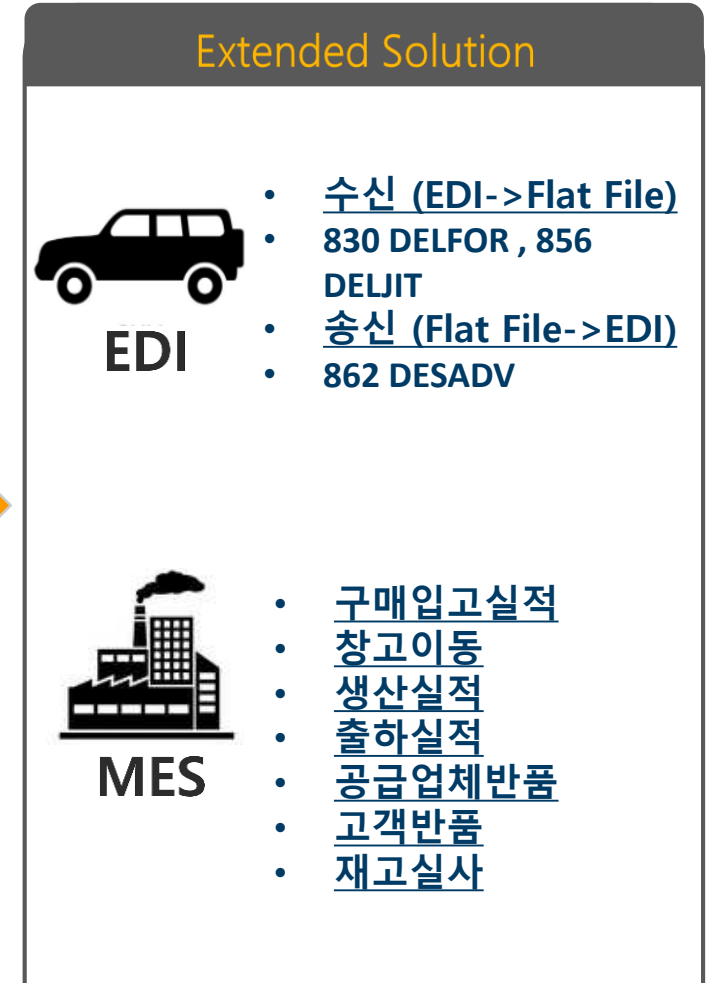 Extended Solution
• 수신 (EDI->Flat File)
• 830 DELFOR , 856
DELJIT
• 송신 (Flat File->EDI)
• 862 DESADV
EDI
• 구매입고실적
• 창고이동
• 생산실적
• 출하실적
• 공급업체반품
• 고객반품
• 재고실사
MES